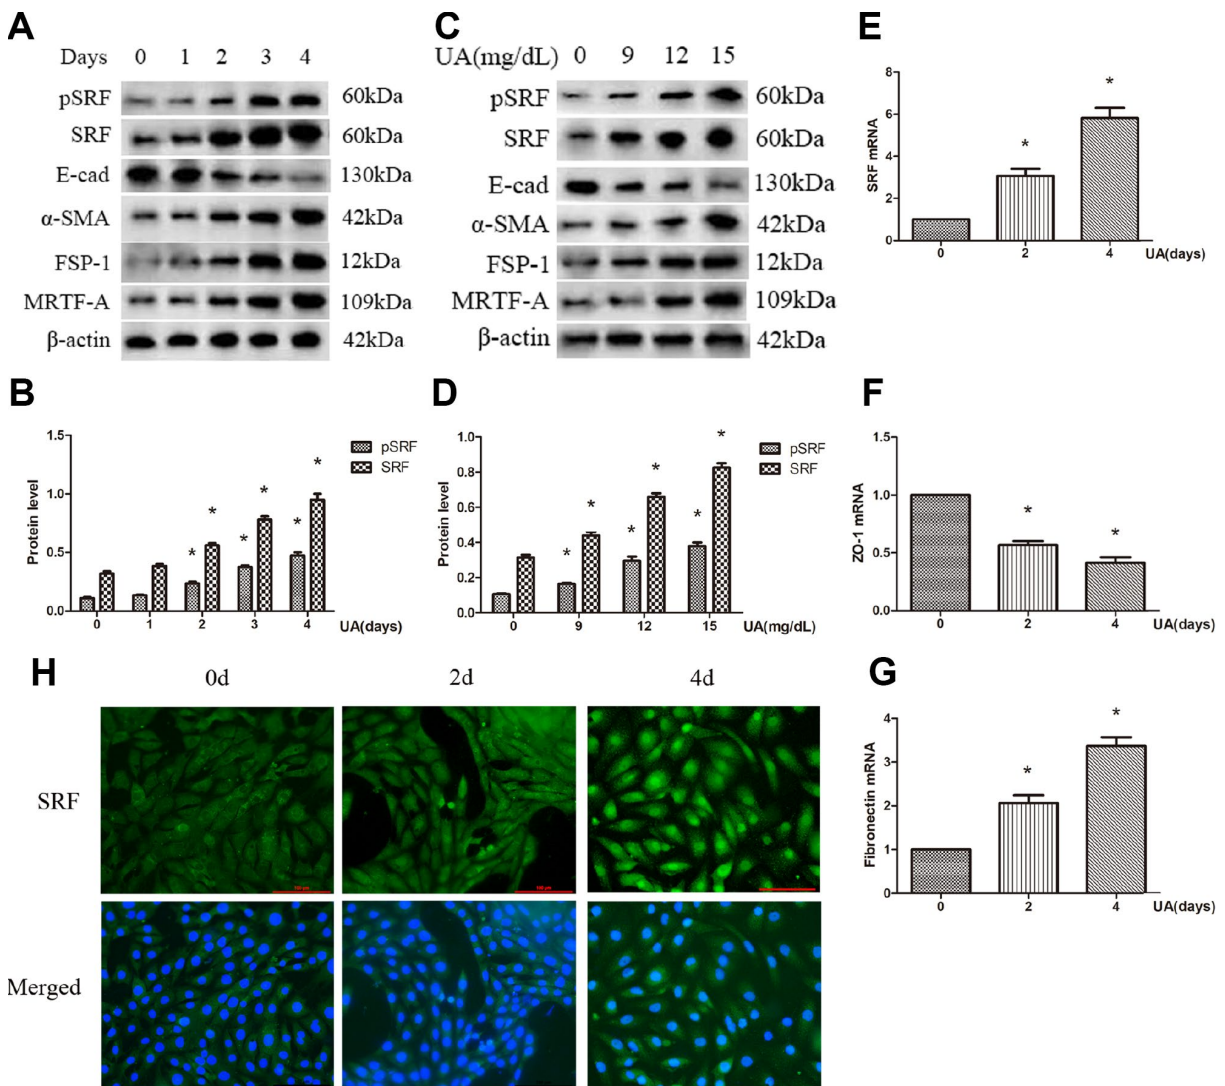 A
Days 0 1 2 3 4
pSRF 60kDa
SRF 60kDa
E-cad 130kDa
α-SMA 42kDa
FSP-1 12kDa
MRTF-A 109kDa
β-actin 42kDa
C
UA(mg/dL) 0 9 12 15
pSRF 60kDa
SRF 60kDa
E-cad 130kDa
α-SMA 42kDa
FSP-1 12kDa
MRTF-A 109kDa
β-actin 42kDa
E
SRF mRNA
8
6
4
2
0
* *
0 2 4 UA(days)
B
Protein level
1.5
1.0
0.5
0.0
pSRF
SRF
* * * * * *
0 1 2 3 4 UA(days)
D
Protein level
1.0
0.8
0.6
0.4
0.2
0.0
pSRF
SRF
* * * * * *
0 9 12 15 UA(mg/dL)
F
ZO-1 mRNA
1.5
1.0
0.5
0.0
* *
0 2 4 UA(days)
H
0d 2d 4d
SRF
100 μm
100 μm
Merged
G
Fibronectin mRNA
4
3
2
1
0
* *
0 2 4 UA(days)